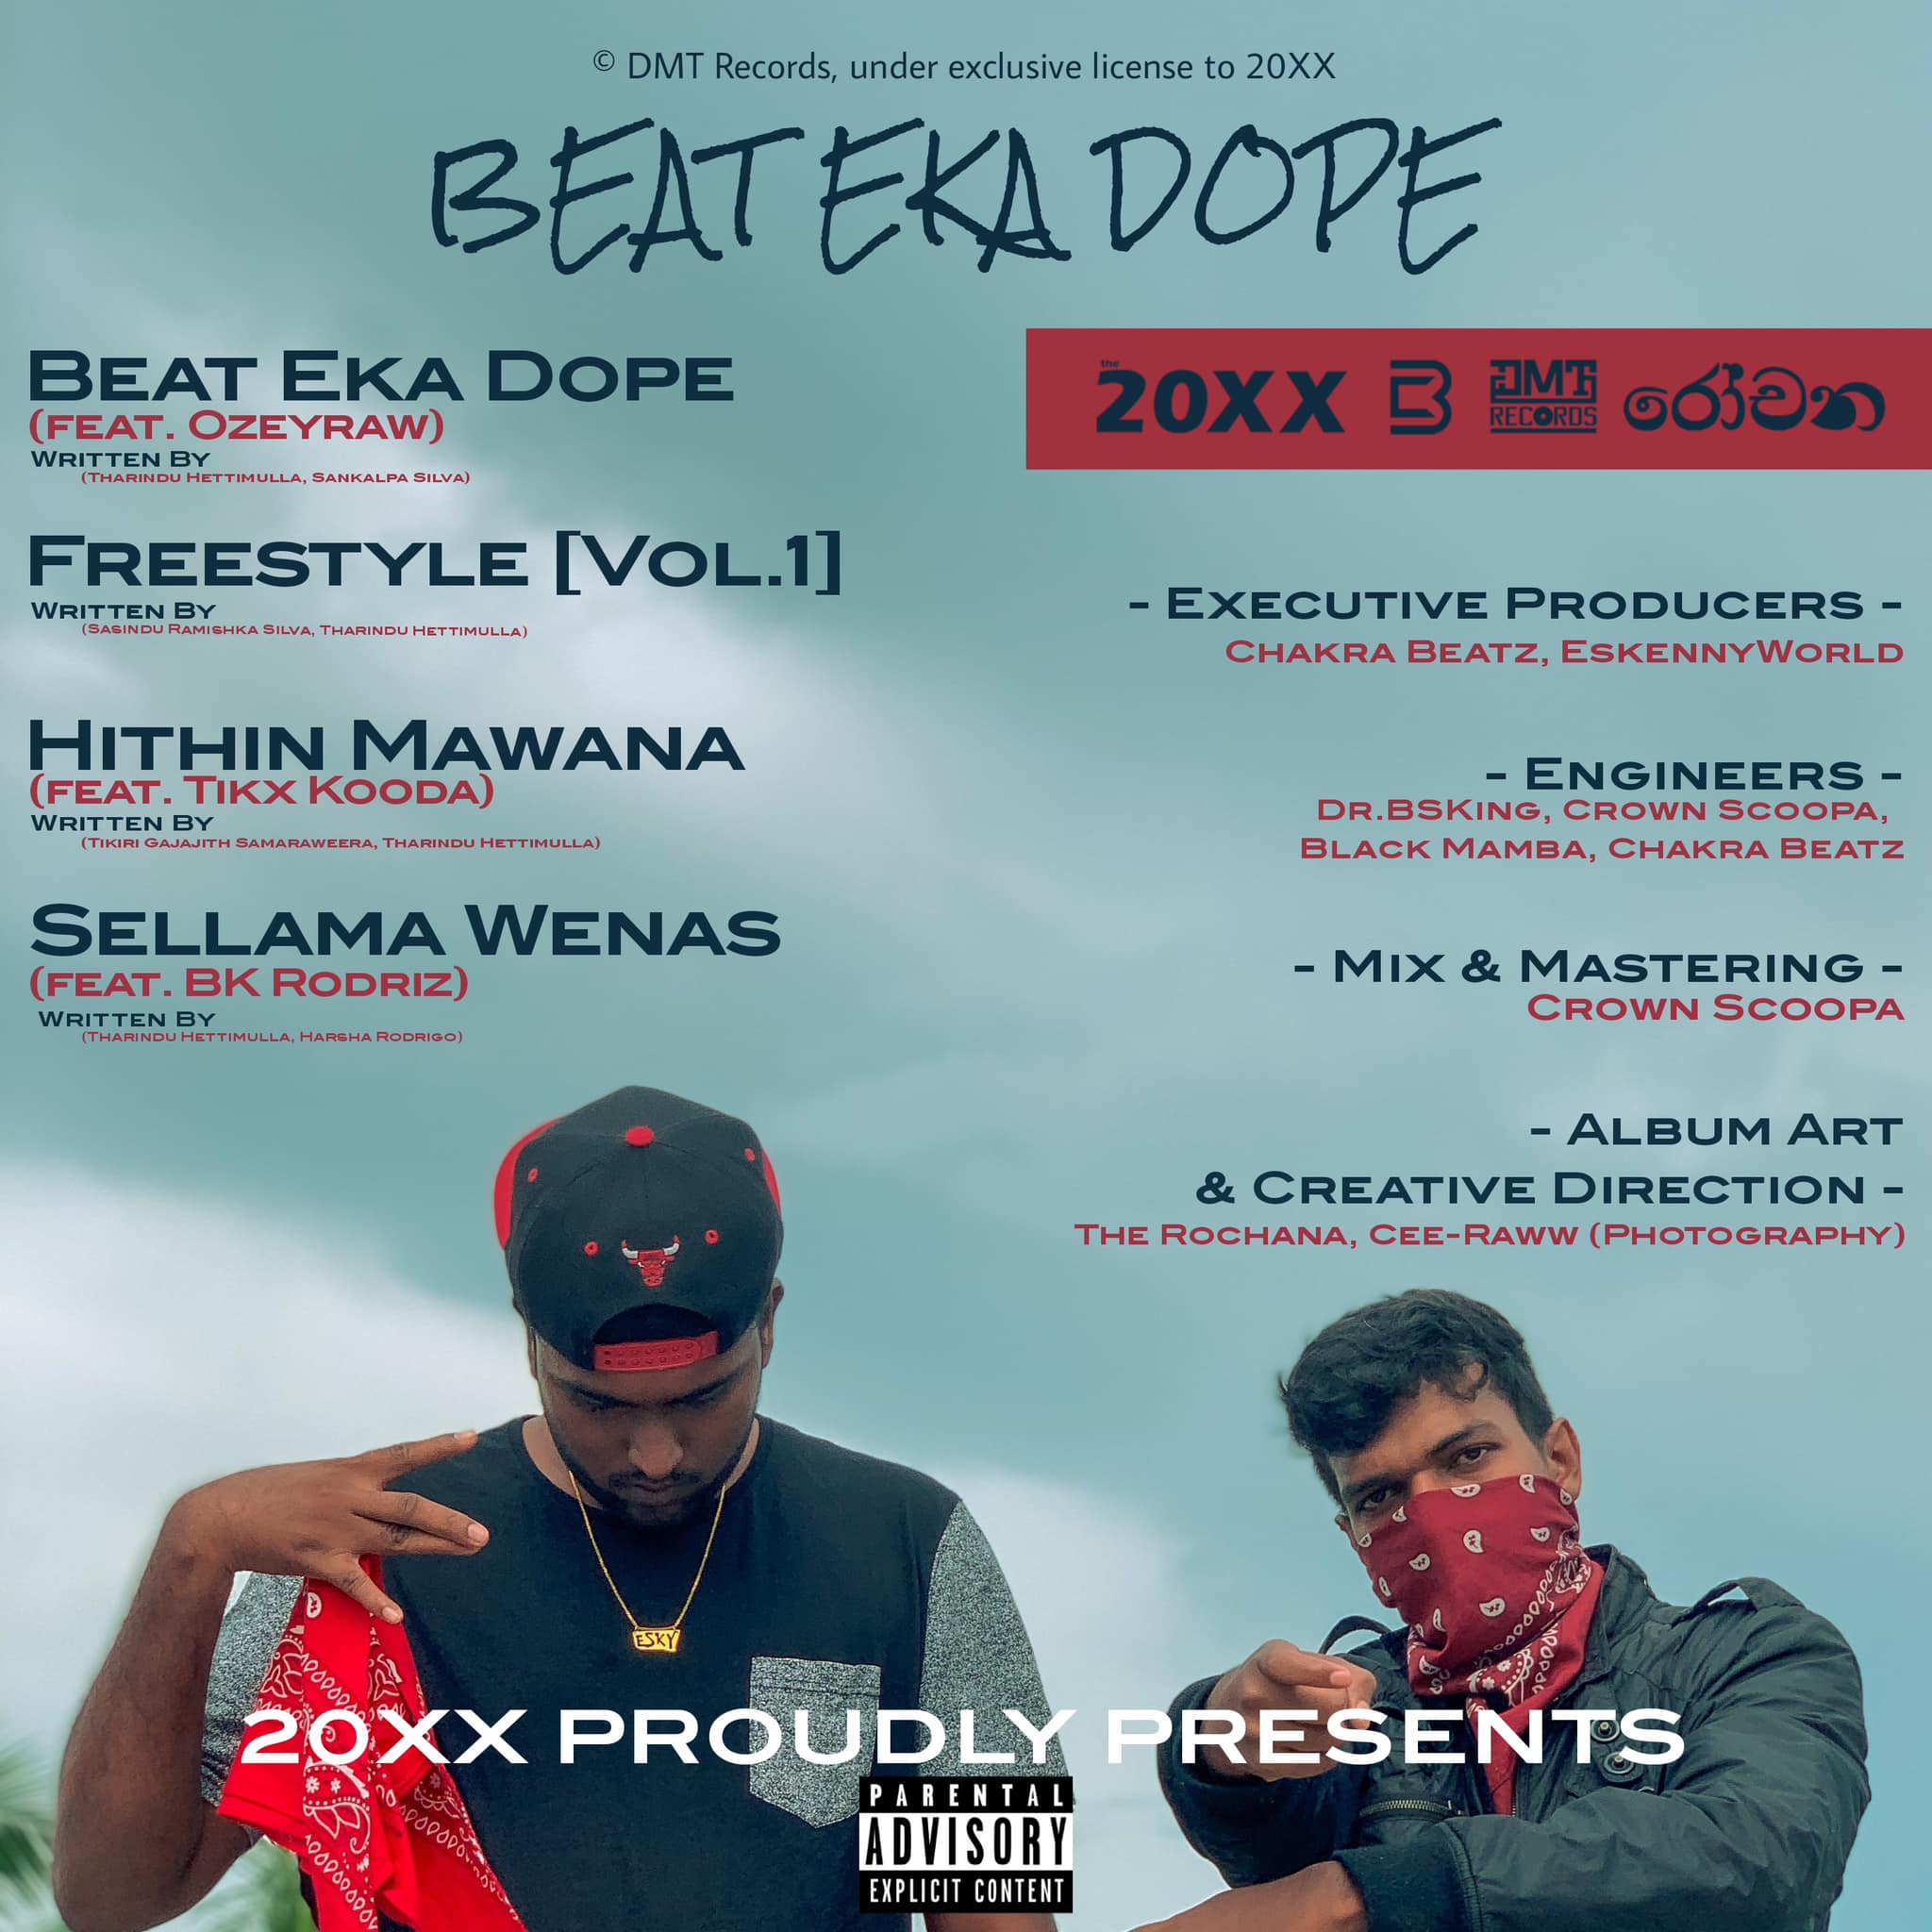 © DMT Records, under exclusive license to 20XX
BEAT EKA DOPE
BEAT EKA DOPE
(FEAT. OZEYRAW)
WRITTEN BY
(THARINDU HETTIMULLA, SANKALPA SILVA)
FREESTYLE [VOL.1]
WRITTEN BY
(SASINDU RAMISHKA SILVA, THARINDU HETTIMULLA)
HITHIN MAWANA
(FEAT. TIKX KOODA)
WRITTEN BY
(TIKIRI GAJAJITH SAMARAWEERA, THARINDU HETTIMULLA)
SELLAMA WENAS
(FEAT. BK RODRIZ)
WRITTEN BY
(THARINDU HETTIMULLA, HARSHA RODRIGO)
the 20XX B DMT RECORDS රෝචන
- EXECUTIVE PRODUCERS -
CHAKRA BEATZ, ESKENNYWORLD
- ENGINEERS -
DR.BSKING, CROWN SCOOPA,
BLACK MAMBA, CHAKRA BEATZ
- MIX & MASTERING -
CROWN SCOOPA
- ALBUM ART
& CREATIVE DIRECTION -
THE ROCHANA, CEE-RAWW (PHOTOGRAPHY)
ESKY
20XX PROUDLY PRESENTS
PARENTAL
ADVISORY
EXPLICIT CONTENT